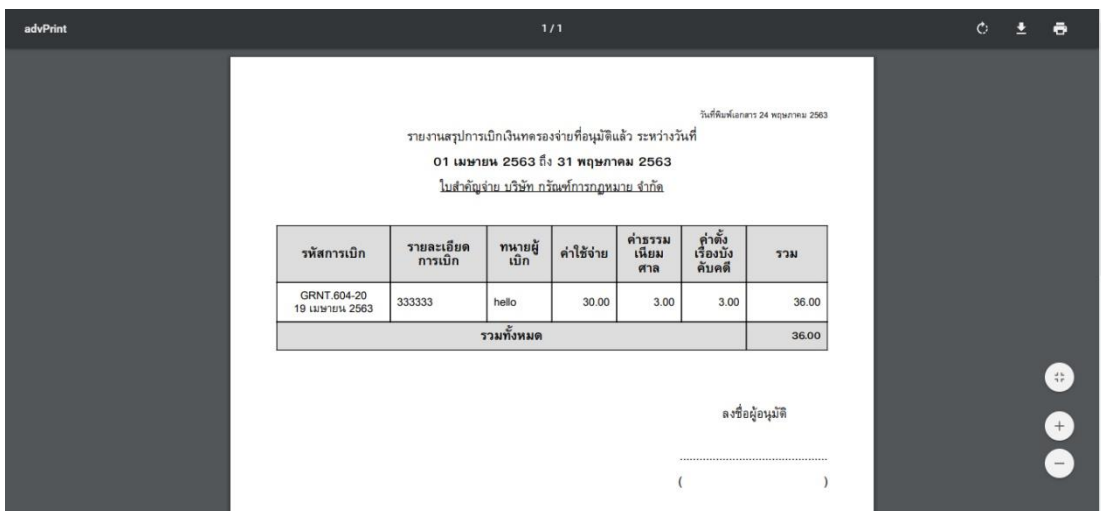 advPrint
1 / 1
วันที่พิมพ์เอกสาร 24 พฤษภาคม 2563
รายงานสรุปการเบิกเงินทดรองจ่ายที่อนุมัติแล้ว ระหว่างวันที่
01 เมษายน 2563 ถึง 31 พฤษภาคม 2563
ใบสำคัญจ่าย บริษัท กรัณฑ์การกฎหมาย จำกัด
รหัสการเบิก รายละเอียดการเบิก ทนายผู้เบิก ค่าใช้จ่าย ค่าธรรมเนียมศาล ค่าตั้งเรื่องบังคับคดี รวม
GRNT.604-20 333333 hello 30.00 3.00 3.00 36.00
19 เมษายน 2563
รวมทั้งหมด 36.00
ลงชื่อผู้อนุมัติ
( )